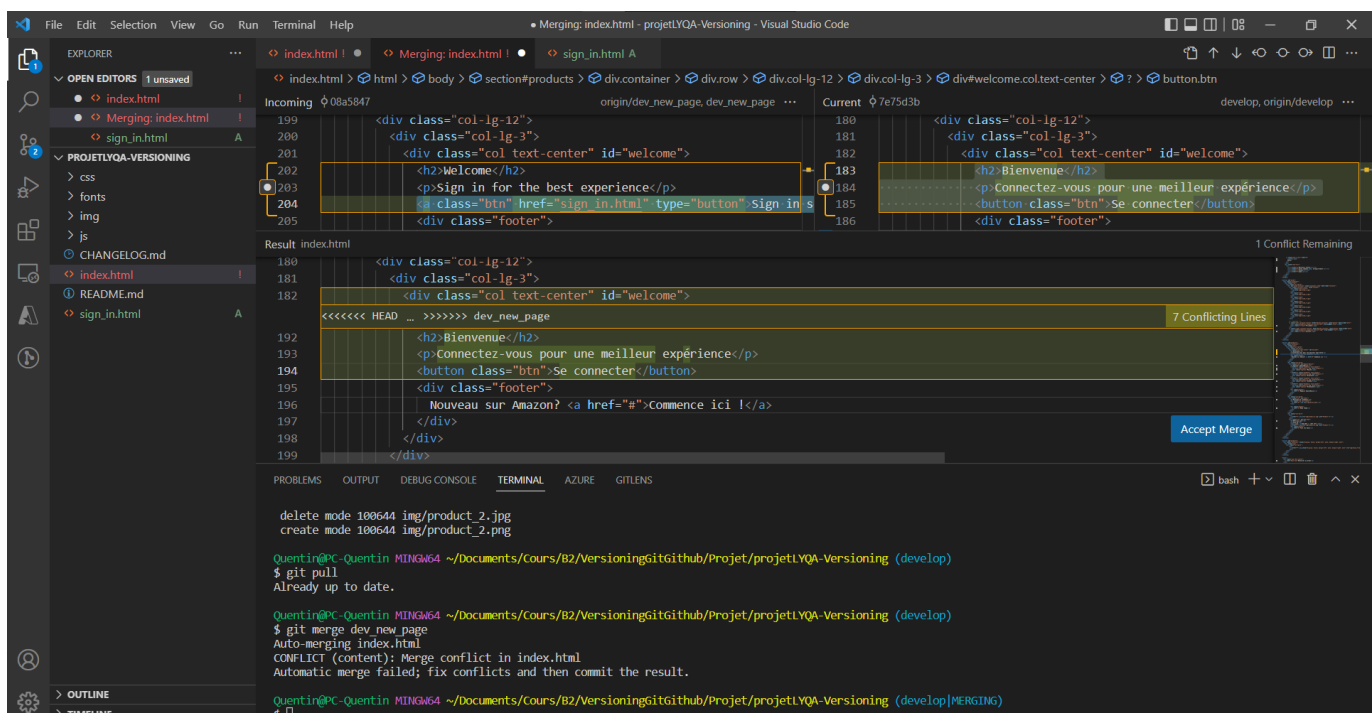 File Edit Selection View Go Run Terminal Help
● Merging: index.html - projetLYQA-Versioning - Visual Studio Code
EXPLORER ···
index.html ! ● Merging: index.html ! ● sign_in.html A
OPEN EDITORS 1 unsaved
● index.html !
● Merging: index.html !
sign_in.html A
PROJETLYQA-VERSIONING
css
fonts
img
js
CHANGELOG.md
index.html !
README.md
sign_in.html A
OUTLINE
1
2
index.html > html > body > section#products > div.container > div.row > div.col-lg-12 > div.col-lg-3 > div#welcome.col.text-center > ? > button.btn
Incoming 08a5847 origin/dev_new_page, dev_new_page ···
199 <div class="col-lg-12">
200 <div class="col-lg-3">
201 <div class="col text-center" id="welcome">
202 <h2>Welcome</h2>
203 <p>Sign in for the best experience</p>
204 <a class="btn" href="sign_in.html" type="button">Sign in s
205 <div class="footer">
Current 7e75d3b develop, origin/develop ···
180 <div class="col-lg-12">
181 <div class="col-lg-3">
182 <div class="col text-center" id="welcome">
183 <h2>Bienvenue</h2>
184 <p>Connectez-vous pour une meilleur expérience</p>
185 <button class="btn">Se connecter</button>
186 <div class="footer">
Result index.html 1 Conflict Remaining
180 <div class="col-lg-12">
181 <div class="col-lg-3">
182 <div class="col text-center" id="welcome">
<<<<<<< HEAD … >>>>>>> dev_new_page 7 Conflicting Lines
192 <h2>Bienvenue</h2>
193 <p>Connectez-vous pour une meilleur expérience</p>
194 <button class="btn">Se connecter</button>
195 <div class="footer">
196 Nouveau sur Amazon? <a href="#">Commence ici !</a>
197 </div>
198 </div>
199 </div>
Accept Merge
PROBLEMS OUTPUT DEBUG CONSOLE TERMINAL AZURE GITLENS bash
delete mode 100644 img/product_2.jpg
create mode 100644 img/product_2.png
Quentin@PC-Quentin MINGW64 ~/Documents/Cours/B2/VersioningGitGithub/Projet/projetLYQA-Versioning (develop)
$ git pull
Already up to date.
Quentin@PC-Quentin MINGW64 ~/Documents/Cours/B2/VersioningGitGithub/Projet/projetLYQA-Versioning (develop)
$ git merge dev_new_page
Auto-merging index.html
CONFLICT (content): Merge conflict in index.html
Automatic merge failed; fix conflicts and then commit the result.
Quentin@PC-Quentin MINGW64 ~/Documents/Cours/B2/VersioningGitGithub/Projet/projetLYQA-Versioning (develop|MERGING)